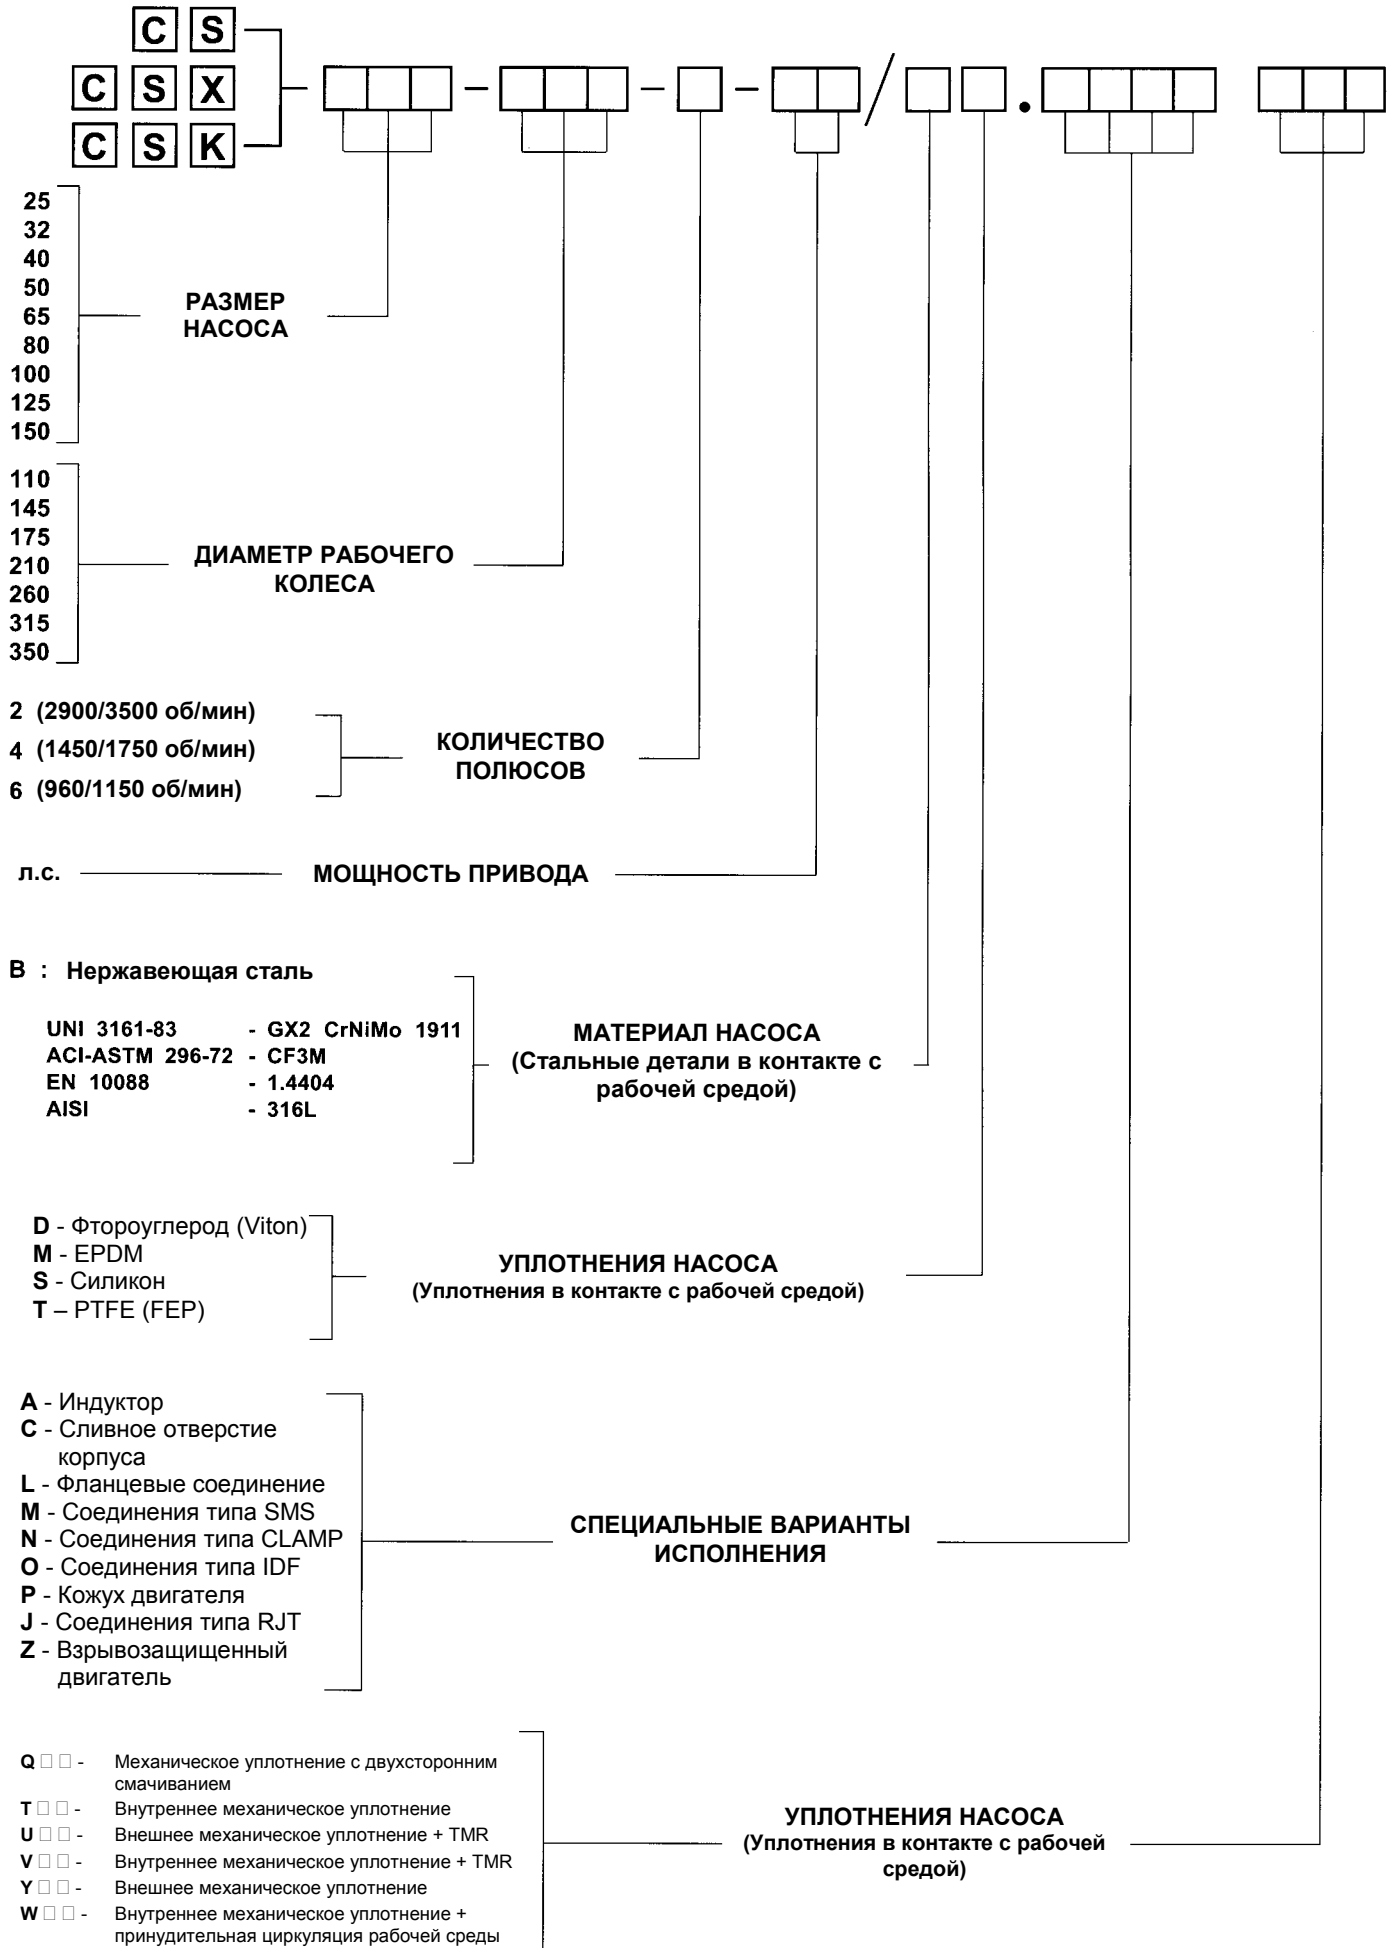 C S
C S X
C S K
25
32
40
50
65
80
100
125
150
РАЗМЕР
НАСОСА
110
145
175
210
260
315
350
ДИАМЕТР РАБОЧЕГО
КОЛЕСА
2 (2900/3500 об/мин)
4 (1450/1750 об/мин)
6 (960/1150 об/мин)
КОЛИЧЕСТВО
ПОЛЮСОВ
л.с.
МОЩНОСТЬ ПРИВОДА
B : Нержавеющая сталь
UNI 3161-83 - GX2 CrNiMo 1911
ACI-ASTM 296-72 - CF3M
EN 10088 - 1.4404
AISI - 316L
МАТЕРИАЛ НАСОСА
(Стальные детали в контакте с
рабочей средой)
D - Фтороуглерод (Viton)
M - EPDM
S - Силикон
T – PTFE (FEP)
УПЛОТНЕНИЯ НАСОСА
(Уплотнения в контакте с рабочей средой)
A - Индуктор
C - Сливное отверстие
корпуса
L - Фланцевые соединение
M - Соединения типа SMS
N - Соединения типа CLAMP
O - Соединения типа IDF
P - Кожух двигателя
J - Соединения типа RJT
Z - Взрывозащищенный
двигатель
СПЕЦИАЛЬНЫЕ ВАРИАНТЫ
ИСПОЛНЕНИЯ
Q □ □ - Механическое уплотнение с двухсторонним
смачиванием
T □ □ - Внутреннее механическое уплотнение
U □ □ - Внешнее механическое уплотнение + TMR
V □ □ - Внутреннее механическое уплотнение + TMR
Y □ □ - Внешнее механическое уплотнение
W □ □ - Внутреннее механическое уплотнение +
принудительная циркуляция рабочей среды
УПЛОТНЕНИЯ НАСОСА
(Уплотнения в контакте с рабочей
средой)